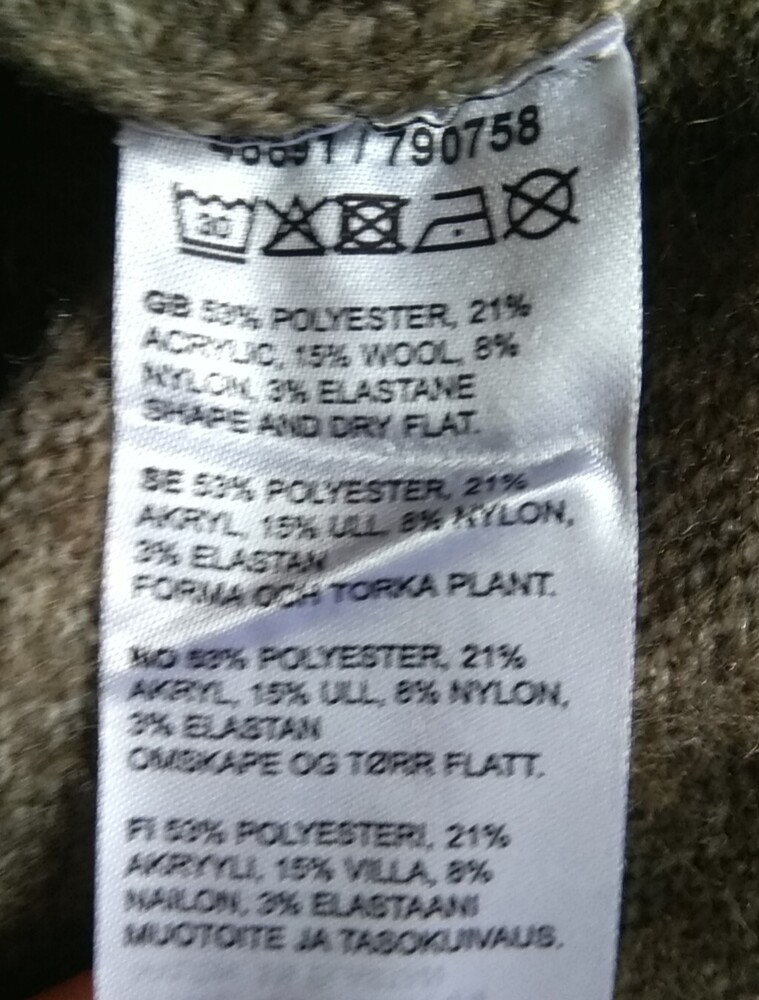 / 790758
30
GB 53% POLYESTER, 21%
ACRYLIC, 15% WOOL, 8%
NYLON, 3% ELASTANE
SHAPE AND DRY FLAT.
SE 53% POLYESTER, 21%
AKRYL, 15% ULL, 8% NYLON,
3% ELASTAN
FORMA OCH TORKA PLANT.
NO 53% POLYESTER, 21%
AKRYL, 15% ULL, 8% NYLON,
3% ELASTAN
OMSKAPE OG TØRR FLATT.
FI 53% POLYESTERI, 21%
AKRYYLI, 15% VILLA, 8%
NAILON, 3% ELASTAANI
MUOTOITE JA TASOKUIVAUS.